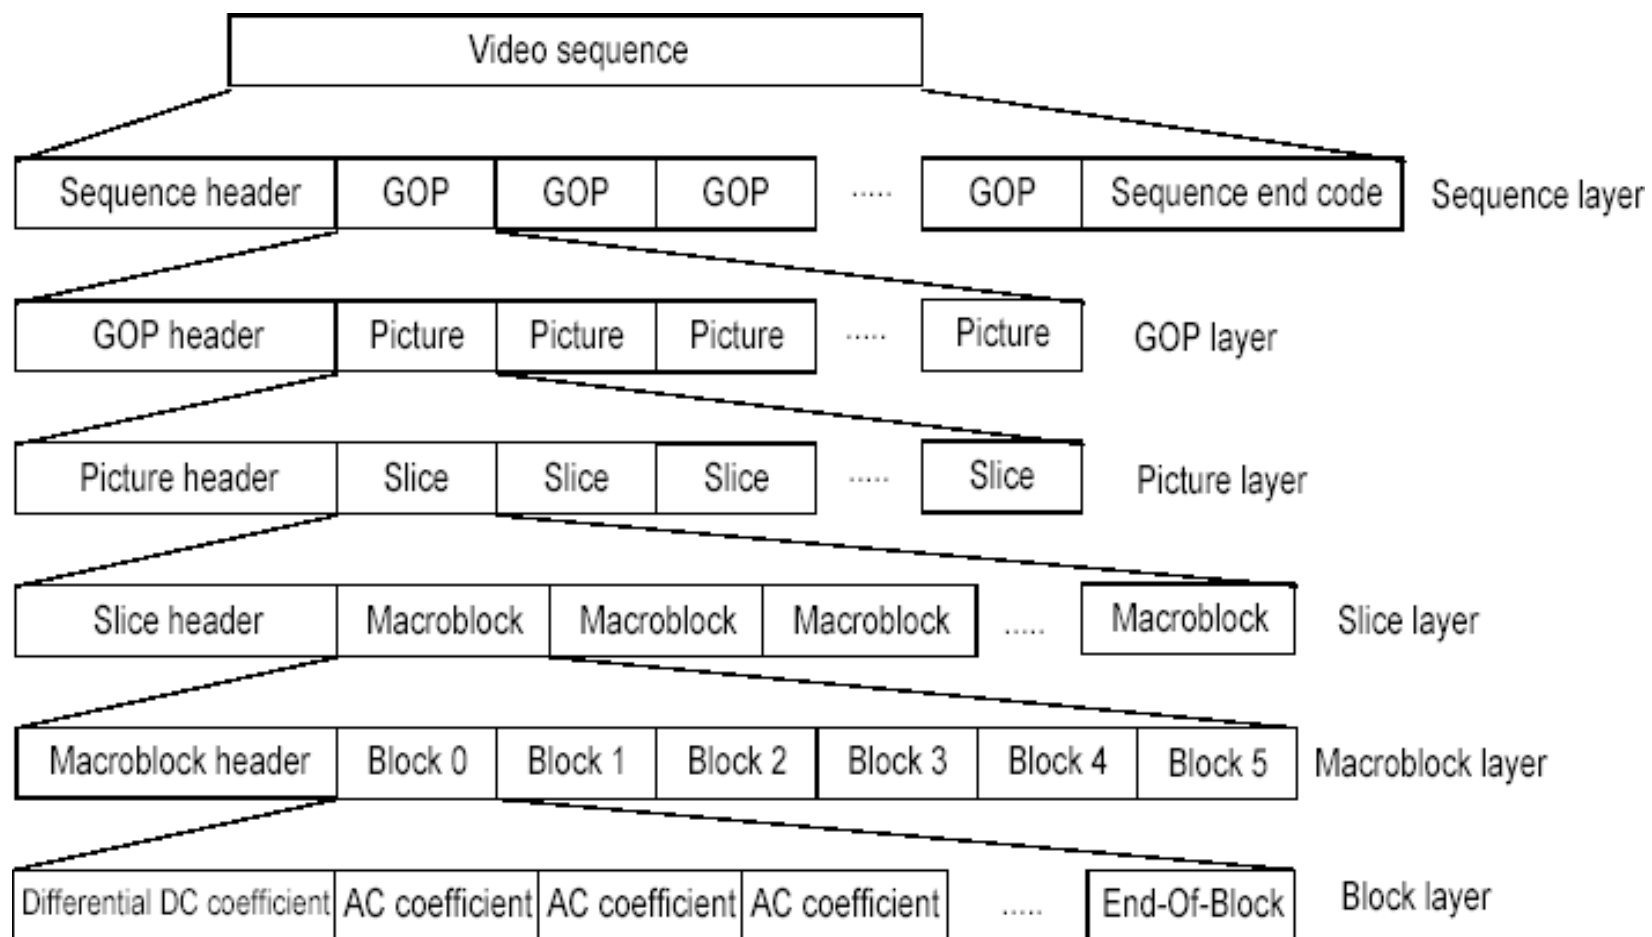 Video sequence
Sequence header GOP GOP GOP ..... GOP Sequence end code Sequence layer
GOP header Picture Picture Picture ..... Picture GOP layer
Picture header Slice Slice Slice ..... Slice Picture layer
Slice header Macroblock Macroblock Macroblock ..... Macroblock Slice layer
Macroblock header Block 0 Block 1 Block 2 Block 3 Block 4 Block 5 Macroblock layer
Differential DC coefficient AC coefficient AC coefficient AC coefficient ..... End-Of-Block Block layer